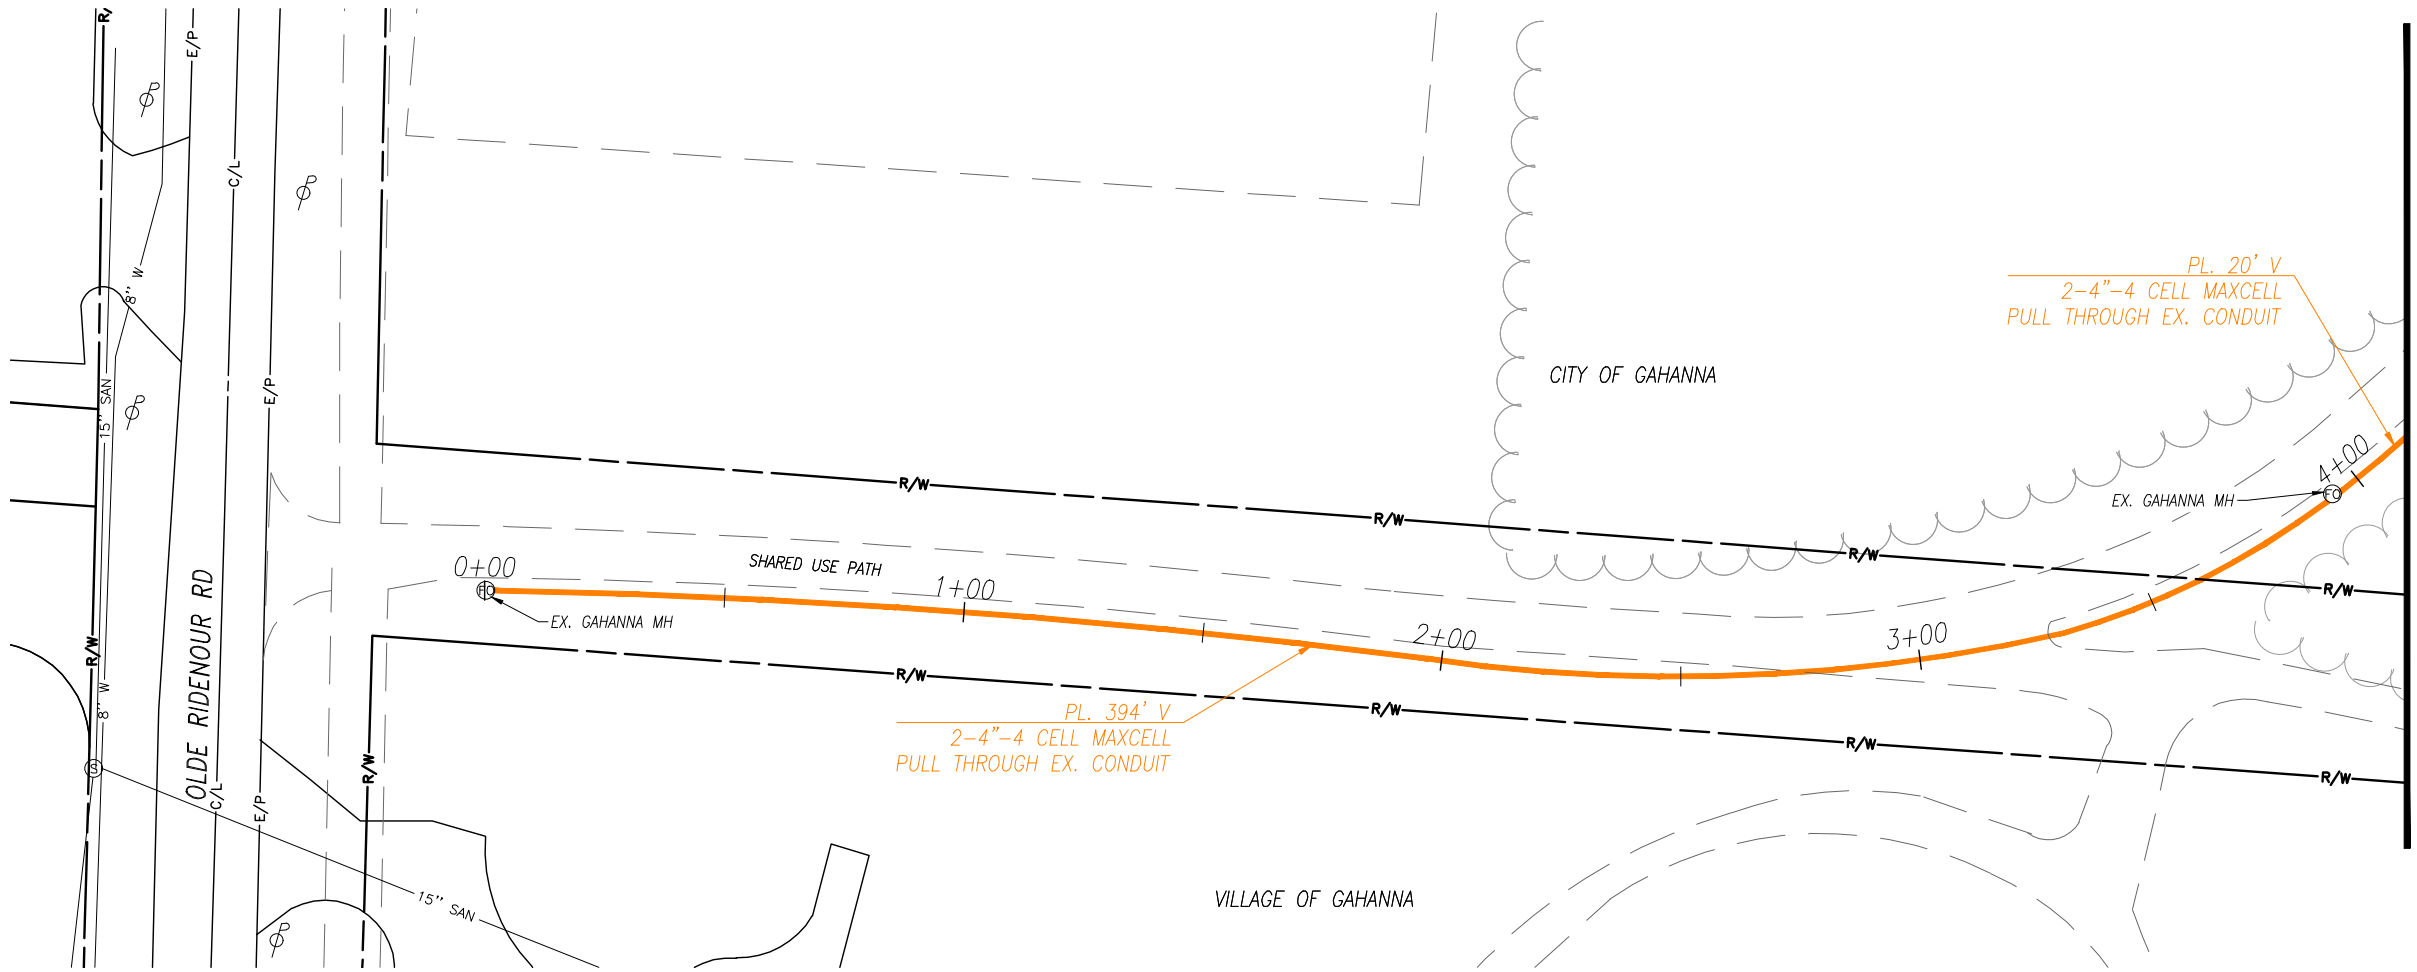 R/
E/P
C/L
8" W
15" SAN
E/P
PL. 20' V
2-4"-4 CELL MAXCELL
PULL THROUGH EX. CONDUIT
CITY OF GAHANNA
R/W
R/W
R/W
R/W
4+00
EX. GAHANNA MH
FO
SHARED USE PATH
0+00
FO
EX. GAHANNA MH
1+00
2+00
3+00
OLDE RIDENOUR RD
R/W
8" W
S
C/L
E/P
R/W
R/W
R/W
R/W
R/W
PL. 394' V
2-4"-4 CELL MAXCELL
PULL THROUGH EX. CONDUIT
15" SAN
VILLAGE OF GAHANNA